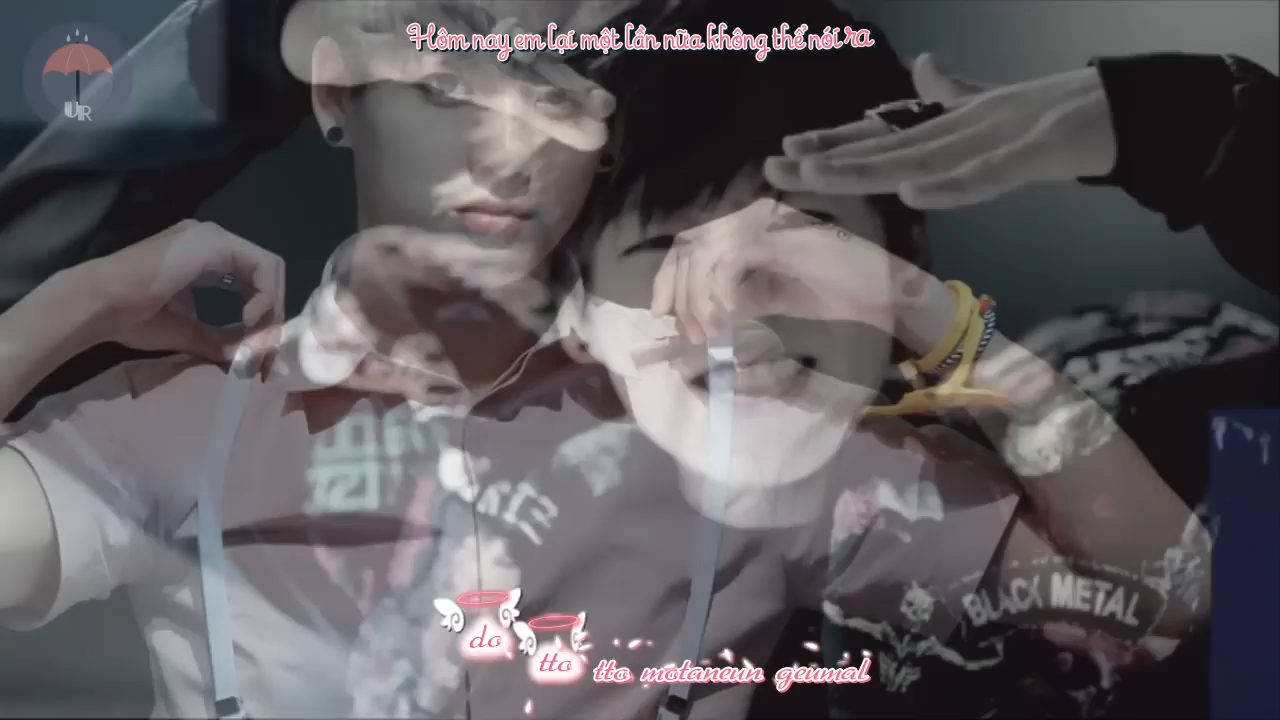 Hôm nay em lại một lần nữa không thể nói ra
UR
BLACK METAL
do tto tto motaneun geumal